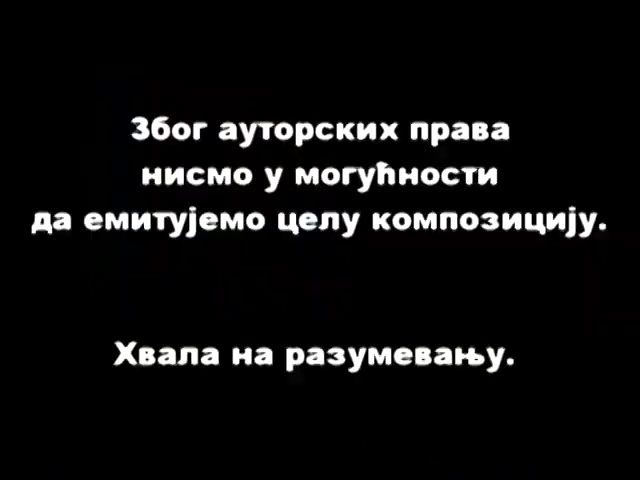 Због ауторских права
нисмо у могућности
да емитујемо целу композицију.
Хвала на разумевању.